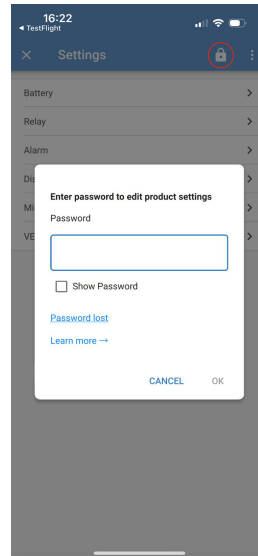 16:22
◀ TestFlight
Settings
Battery
Relay
Alarm
Dis
Mi
VE
Enter password to edit product settings
Password
Show Password
Password lost
Learn more →
CANCEL
OK